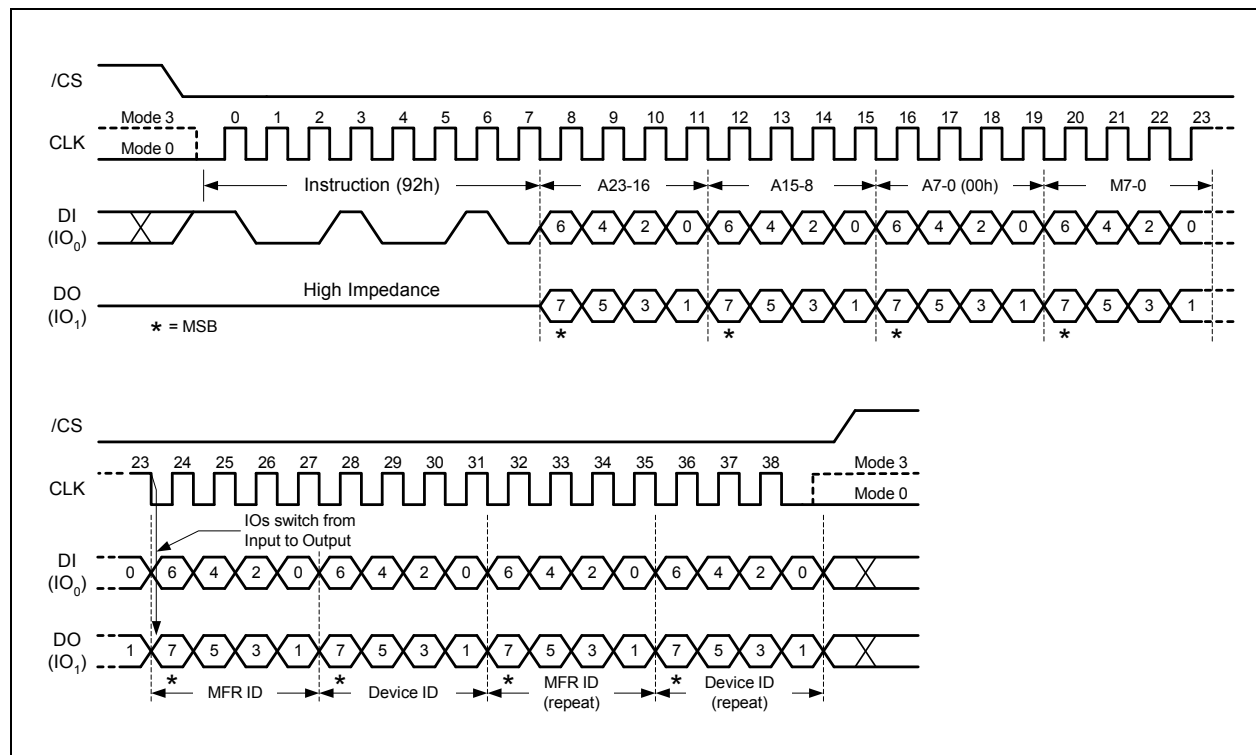 /CS
Mode 3 0 1 2 3 4 5 6 7 8 9 10 11 12 13 14 15 16 17 18 19 20 21 22 23
CLK
Mode 0
Instruction (92h) A23-16 A15-8 A7-0 (00h) M7-0
DI
(IO0)
6 4 2 0 6 4 2 0 6 4 2 0 6 4 2 0
High Impedance
DO
(IO1)
7 5 3 1 7 5 3 1 7 5 3 1 7 5 3 1
* = MSB
* * * *
/CS
23 24 25 26 27 28 29 30 31 32 33 34 35 36 37 38 Mode 3
CLK
Mode 0
IOs switch from
Input to Output
DI
(IO0)
0 6 4 2 0 6 4 2 0 6 4 2 0 6 4 2 0
DO
(IO1)
1 7 5 3 1 7 5 3 1 7 5 3 1 7 5 3 1
* * * *
MFR ID Device ID MFR ID
(repeat)
Device ID
(repeat)